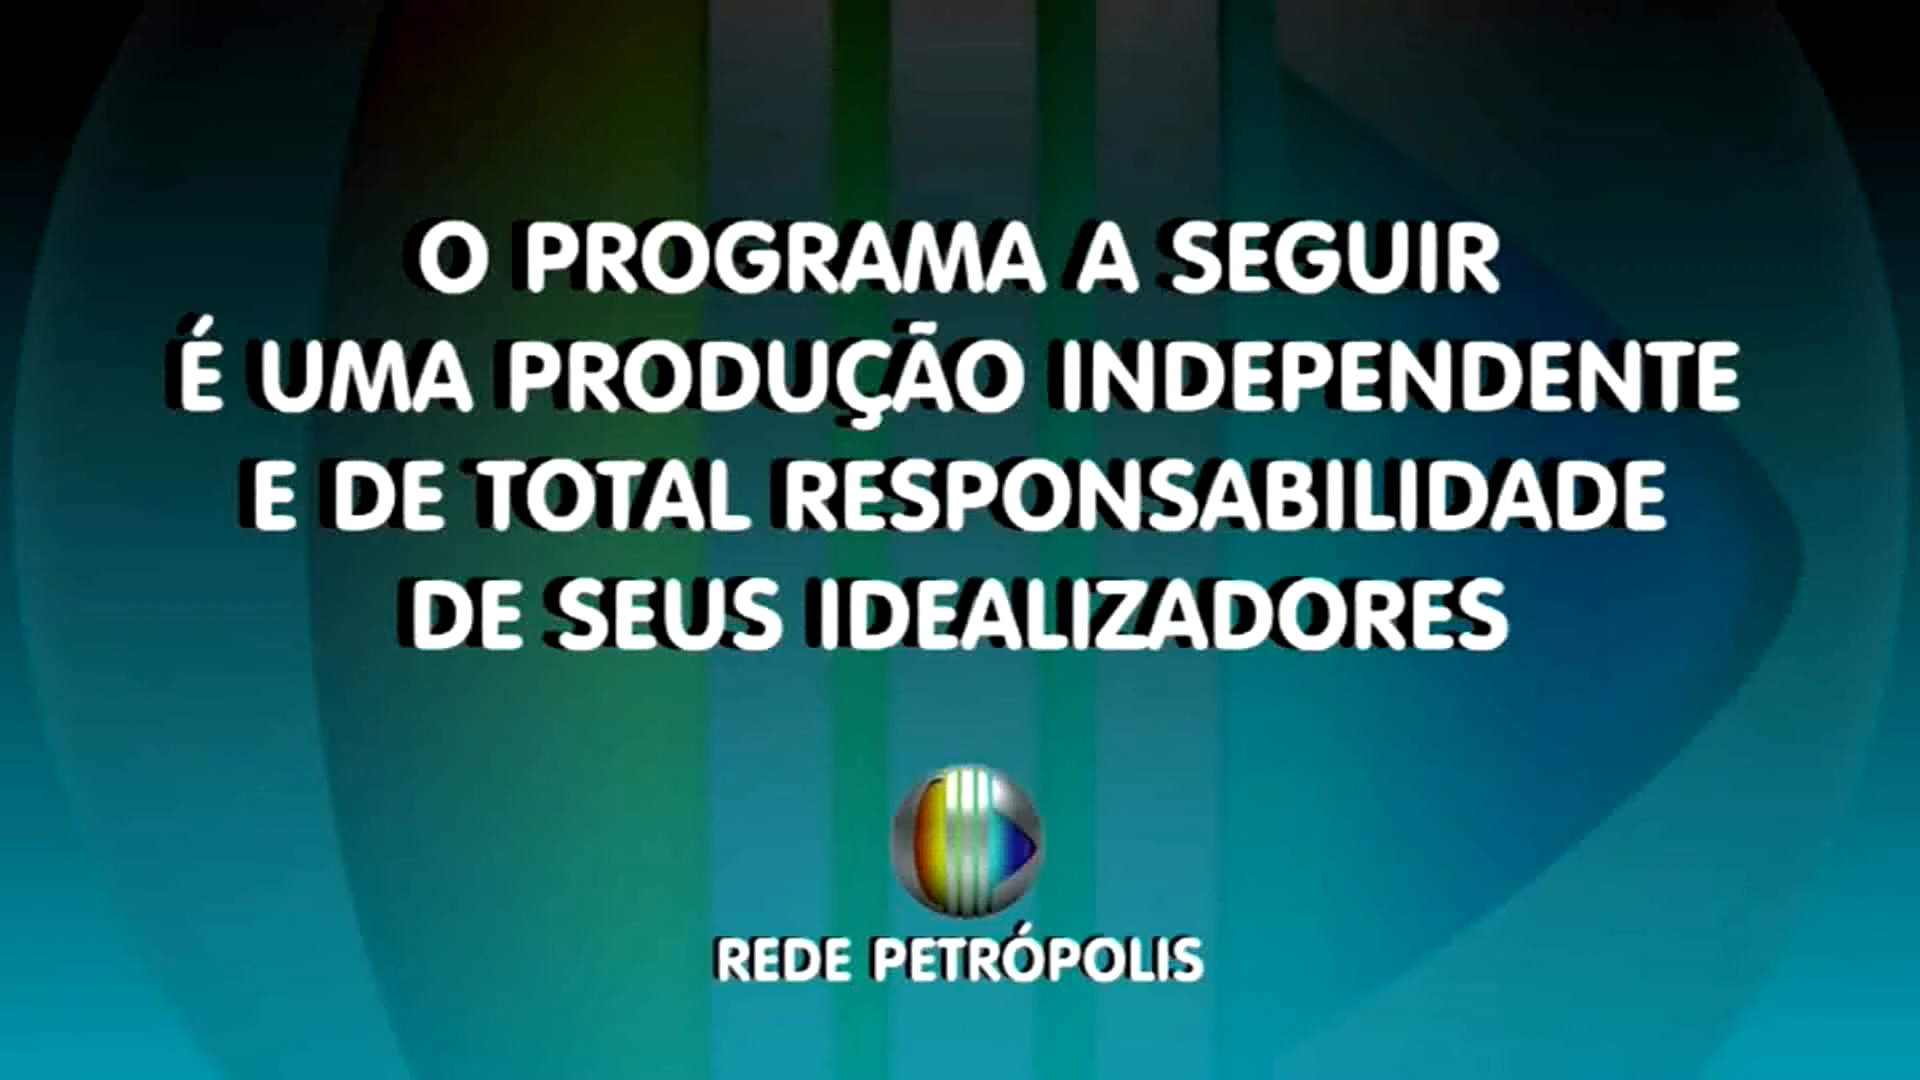 O PROGRAMA A SEGUIR
É UMA PRODUÇÃO INDEPENDENTE
E DE TOTAL RESPONSABILIDADE
DE SEUS IDEALIZADORES
REDE PETRÓPOLIS